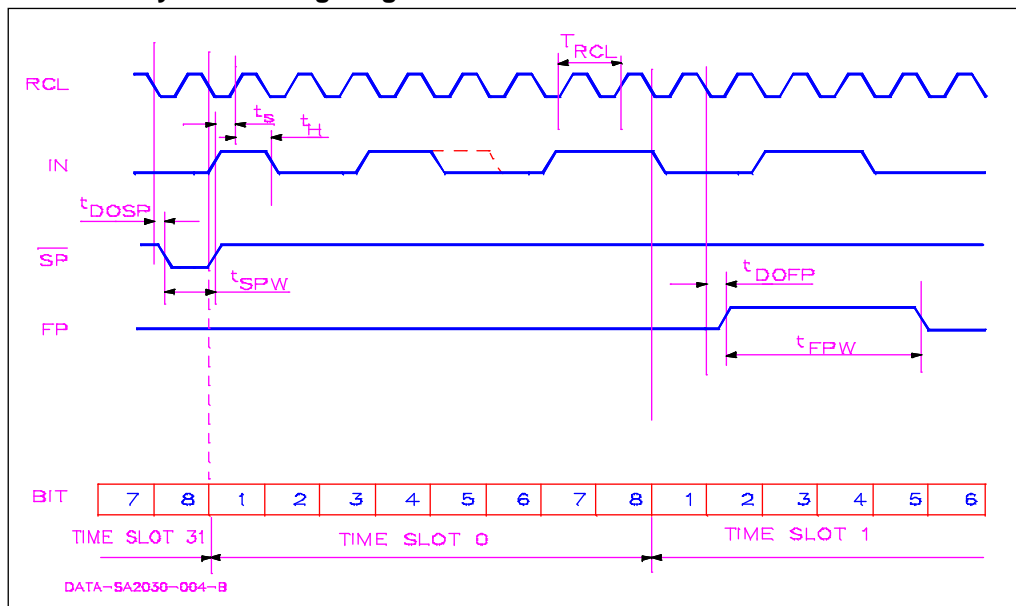 T RCL
RCL
tS
tH
IN
tDOSP
SP
tSPW
tDOFP
FP
tFPW
BIT 7 8 1 2 3 4 5 6 7 8 1 2 3 4 5 6
TIME SLOT 31 TIME SLOT 0 TIME SLOT 1
DATA-SA2030-004-B